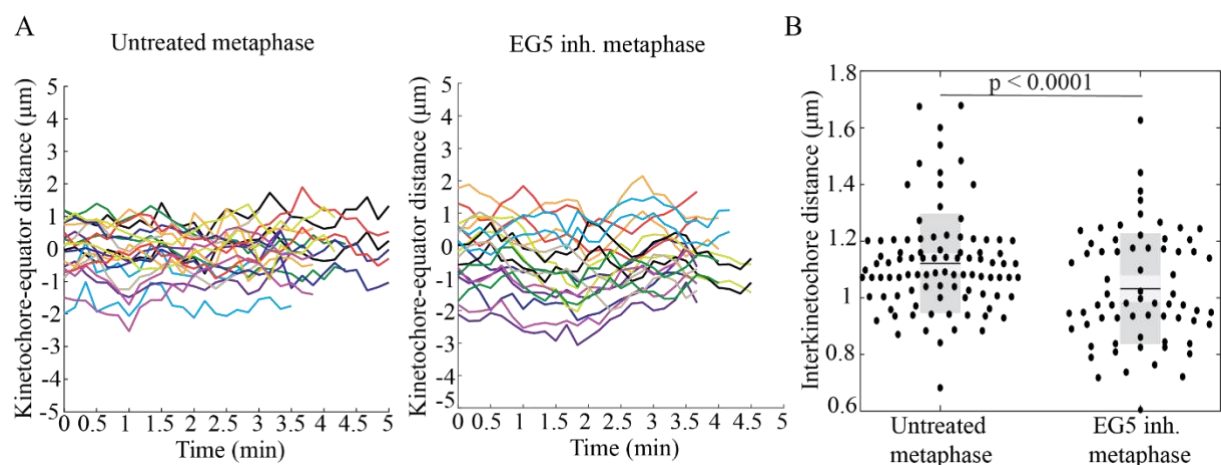 A
Untreated metaphase
EG5 inh. metaphase
B
Kinetochore-equator distance (μm)
5
4
3
2
1
0
-1
-2
-3
-4
-5
0 0.5 1 1.5 2 2.5 3 3.5 4 4.5 5
Time (min)
Kinetochore-equator distance (μm)
5
4
3
2
1
0
-1
-2
-3
-4
-5
0 0.5 1 1.5 2 2.5 3 3.5 4 4.5 5
Time (min)
Interkinetochore distance (μm)
1.8
1.6
1.4
1.2
1
0.8
0.6
p < 0.0001
Untreated
metaphase
EG5 inh.
metaphase